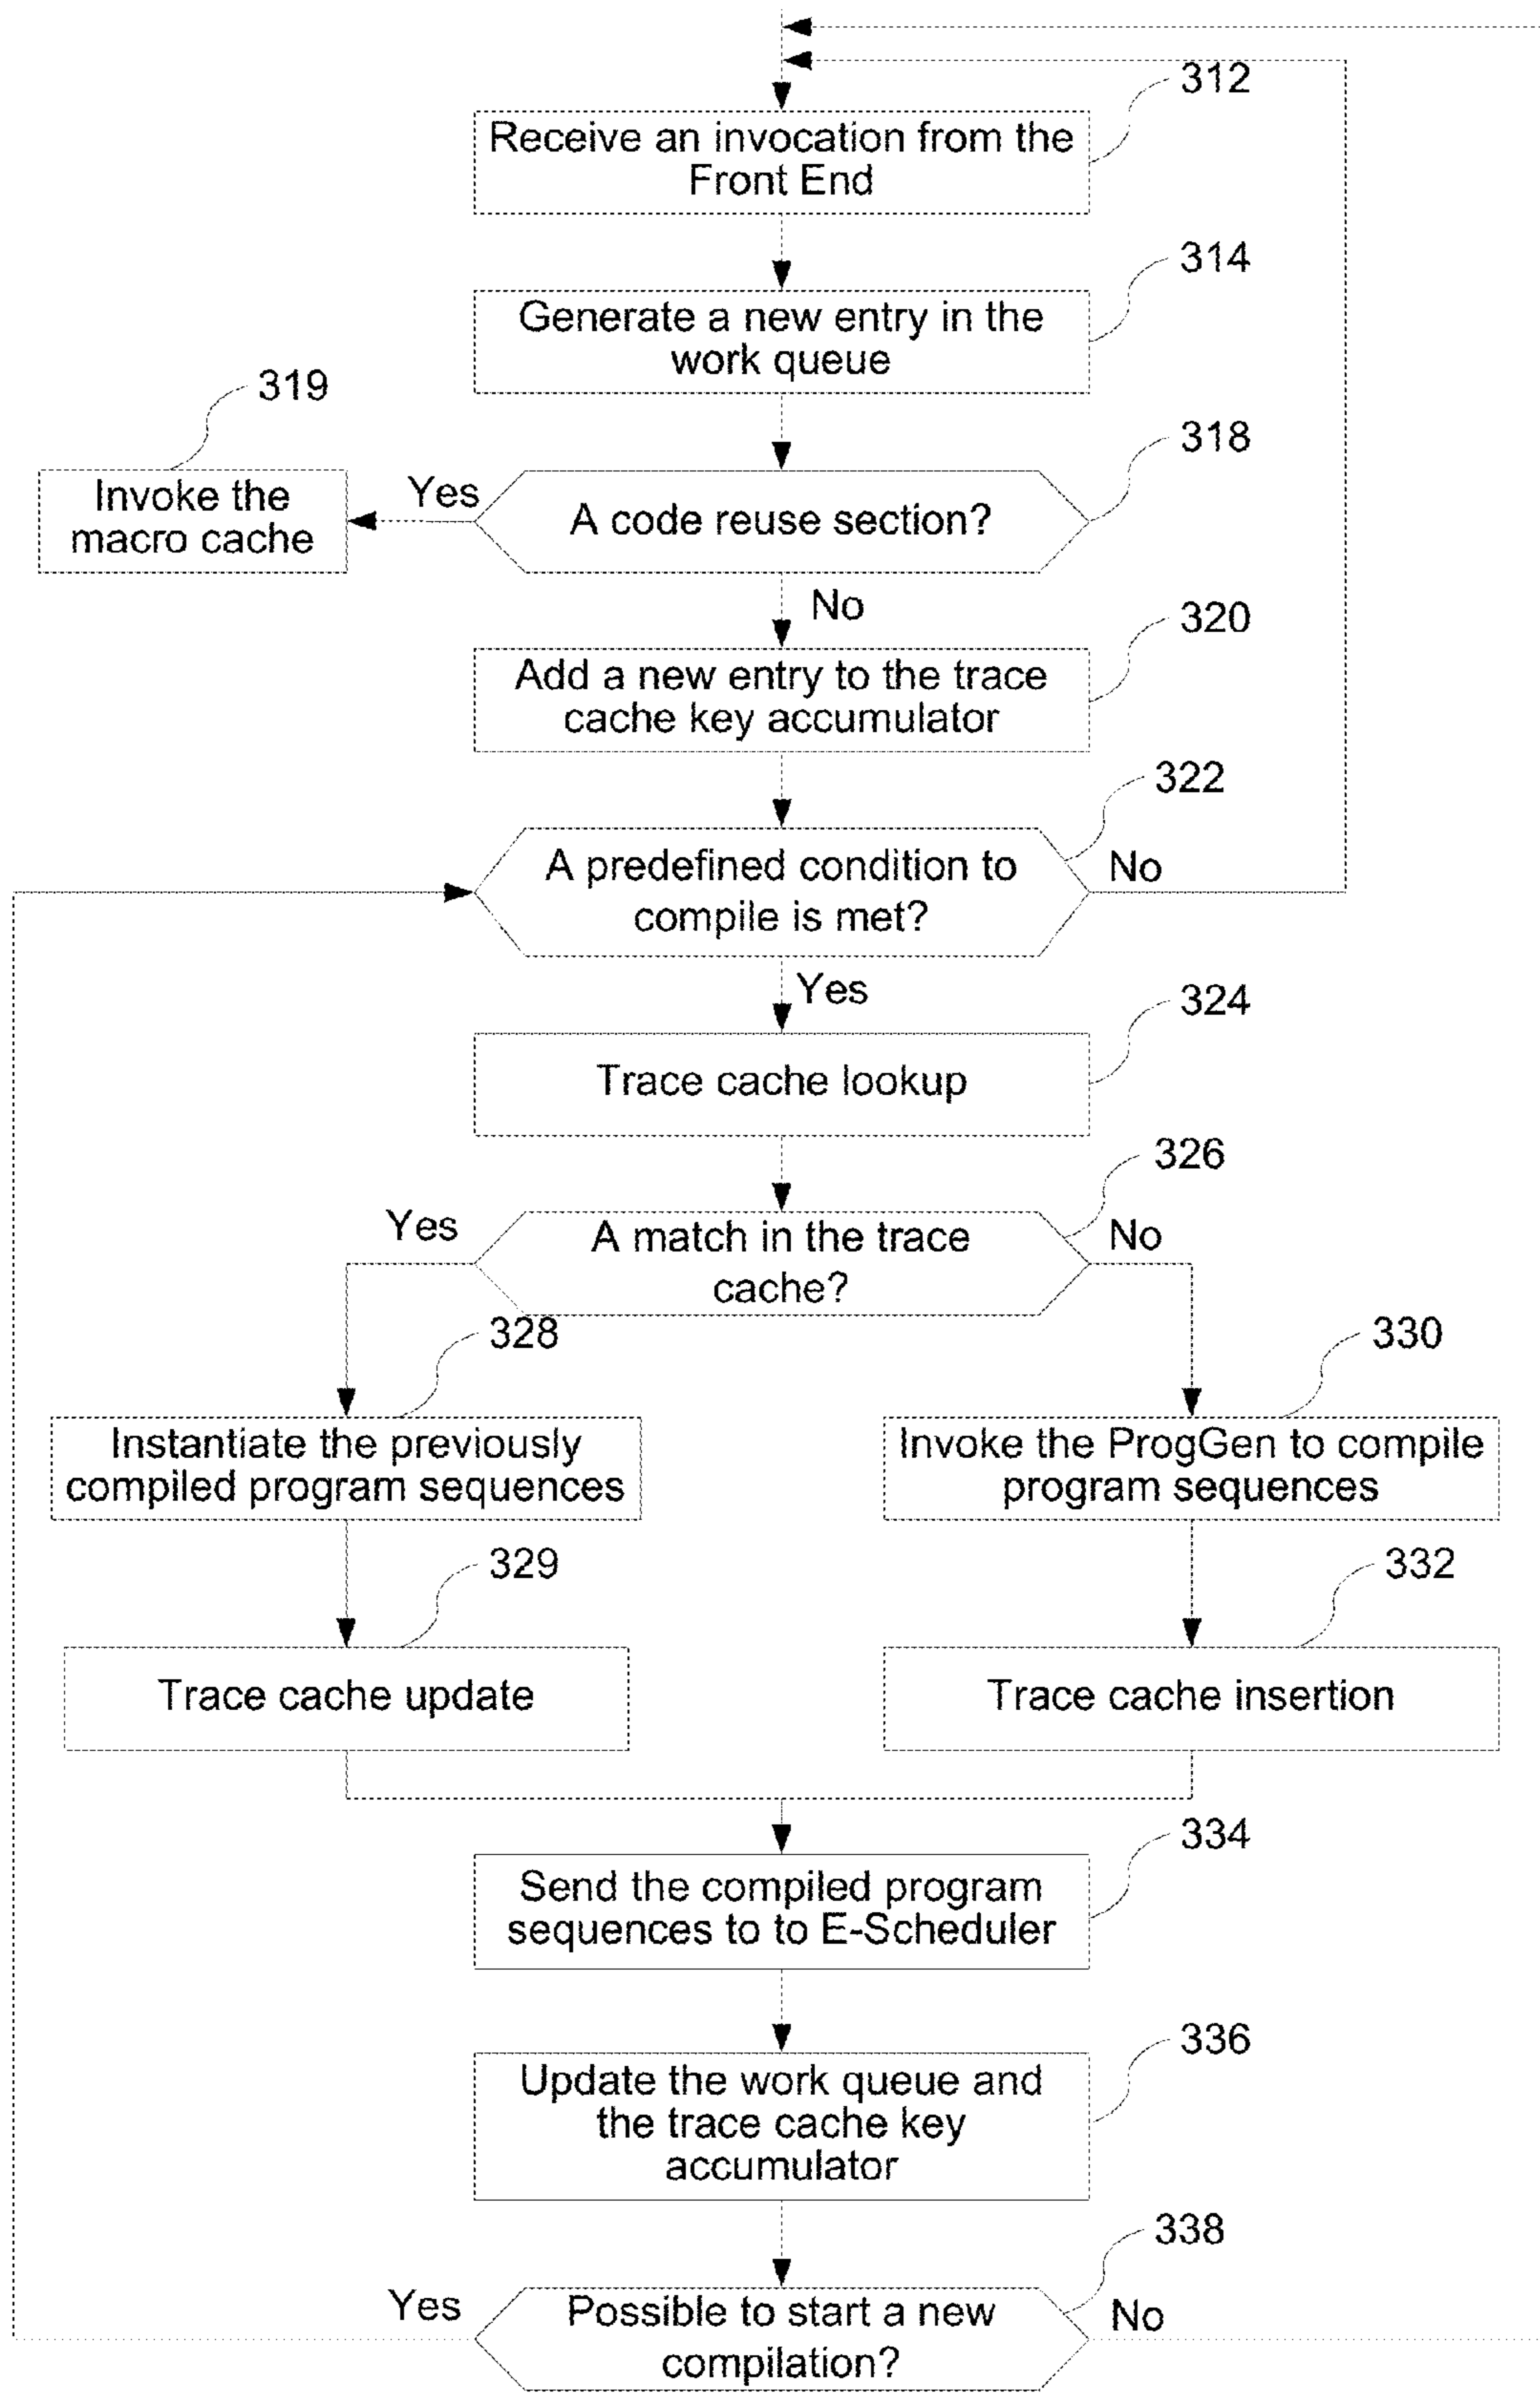 312
Receive an invocation from the
Front End
314
Generate a new entry in the
work queue
319
318
Invoke the
macro cache
Yes
A code reuse section?
No
320
Add a new entry to the trace
cache key accumulator
322
A predefined condition to
compile is met?
No
Yes
324
Trace cache lookup
326
Yes
A match in the trace
cache?
No
328
330
Instantiate the previously
compiled program sequences
Invoke the ProgGen to compile
program sequences
329
332
Trace cache update
Trace cache insertion
334
Send the compiled program
sequences to to E-Scheduler
336
Update the work queue and
the trace cache key
accumulator
338
Yes
Possible to start a new
compilation?
No